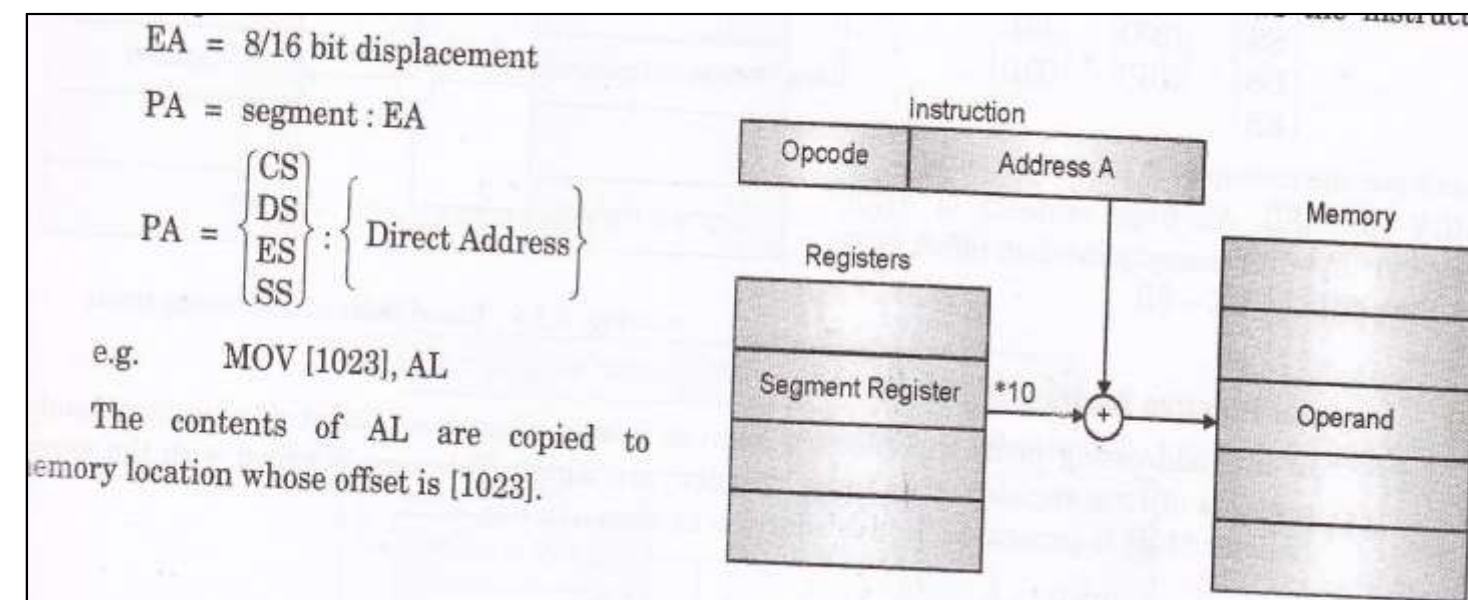 the instruct
EA = 8/16 bit displacement
PA = segment : EA
PA = {CS DS ES SS} : {Direct Address}
e.g. MOV [1023], AL
The contents of AL are copied to
emory location whose offset is [1023].
Instruction
Opcode Address A
Registers
Segment Register *10
+
Memory
Operand